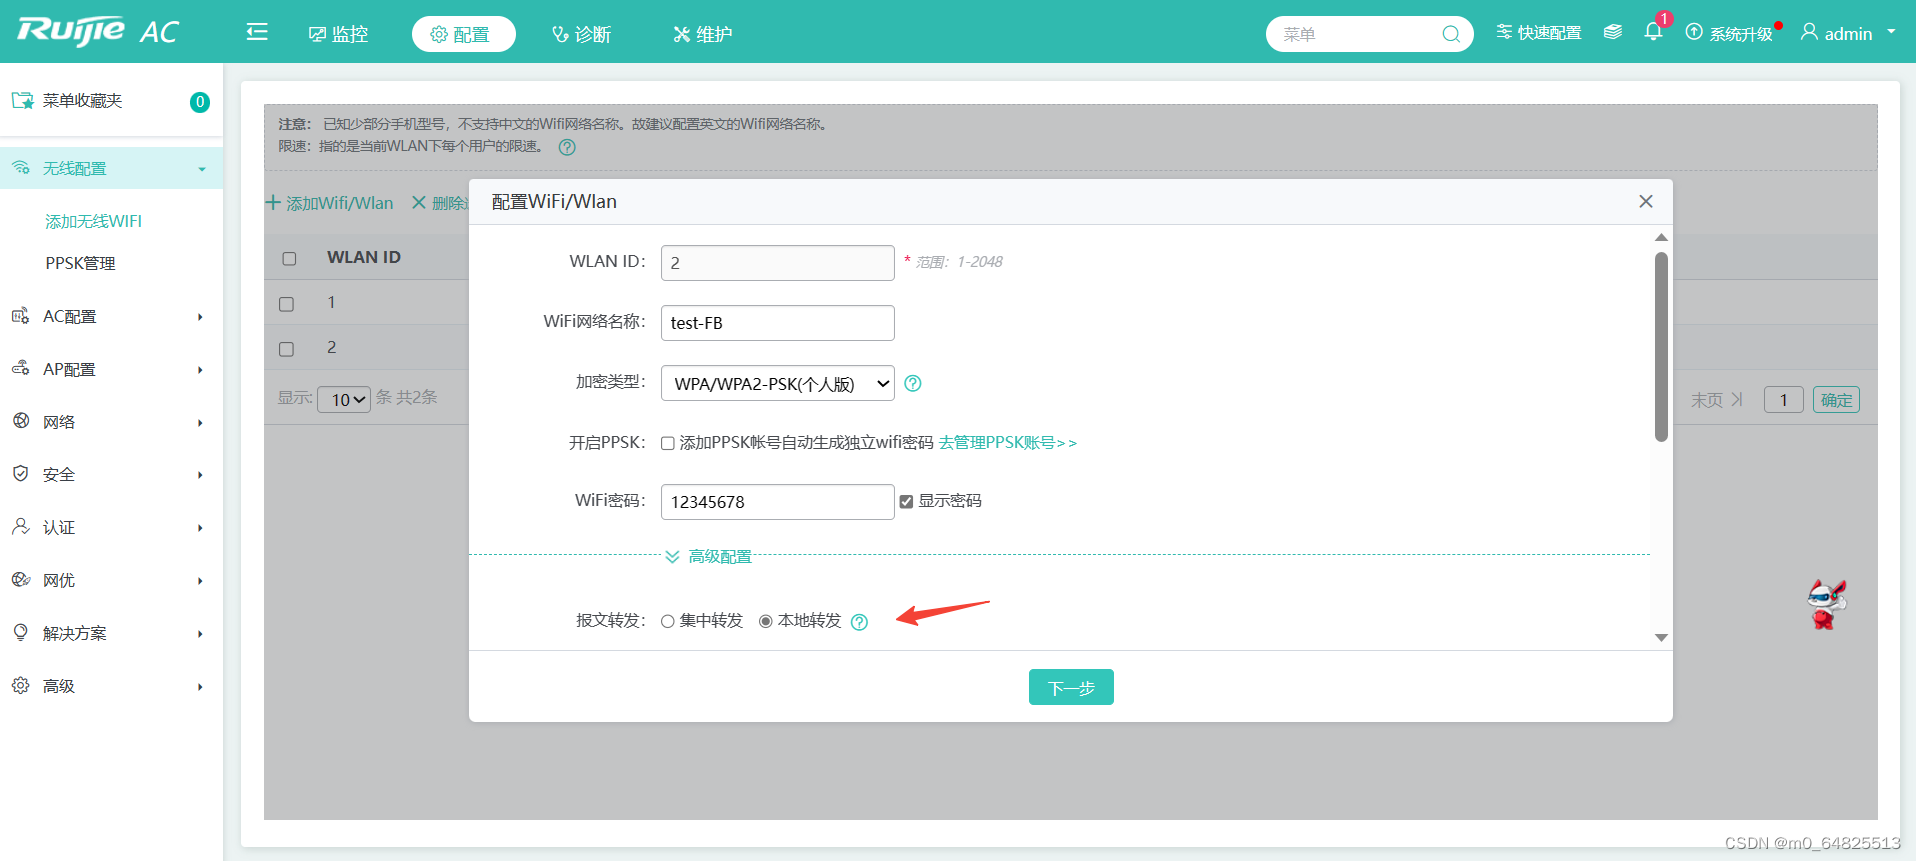 Ruijie AC
监控
配置
诊断
维护
菜单
快速配置
1
系统升级
admin
菜单收藏夹
0
无线配置
添加无线WIFI
PPSK管理
AC配置
AP配置
网络
安全
认证
网优
解决方案
高级
注意： 已知少部分手机型号，不支持中文的Wifi网络名称。故建议配置英文的Wifi网络名称。
限速：指的是当前WLAN下每个用户的限速。
添加Wifi/Wlan 删除
WLAN ID
1
2
显示: 10 条 共2条
末页 1 确定
配置WiFi/Wlan
WLAN ID： 2 * 范围：1-2048
WiFi网络名称： test-FB
加密类型： WPA/WPA2-PSK(个人版)
开启PPSK： 添加PPSK帐号自动生成独立wifi密码 去管理PPSK账号>>
WiFi密码： 12345678 显示密码
高级配置
报文转发： 集中转发 本地转发
下一步
CSDN @m0_64825513